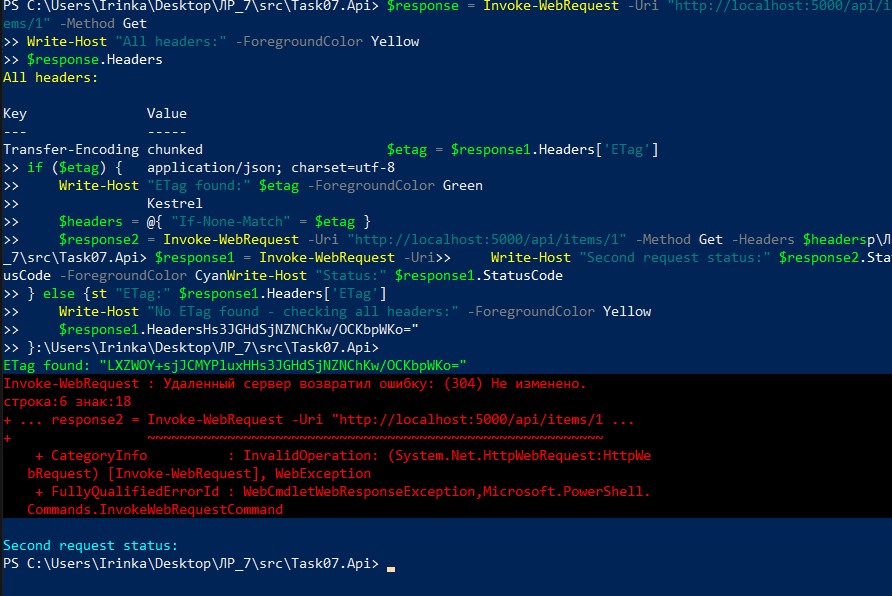 PS C:\Users\Irinka\Desktop\ЛР_7\src\Task07.Api> $response = Invoke-WebRequest -Uri "http://localhost:5000/api/i
ems/1" -Method Get
>> Write-Host "All headers:" -ForegroundColor Yellow
>> $response.Headers
All headers:
Key Value
--- -----
Transfer-Encoding chunked $etag = $response1.Headers['ETag']
>> if ($etag) { application/json; charset=utf-8
>> Write-Host "ETag found:" $etag -ForegroundColor Green
>> Kestrel
>> $headers = @{ "If-None-Match" = $etag }
>> $response2 = Invoke-WebRequest -Uri "http://localhost:5000/api/items/1" -Method Get -Headers $headersp\Л
_7\src\Task07.Api> $response1 = Invoke-WebRequest -Uri>> Write-Host "Second request status:" $response2.Sta
usCode -ForegroundColor CyanWrite-Host "Status:" $response1.StatusCode
>> } else {st "ETag:" $response1.Headers['ETag']
>> Write-Host "No ETag found - checking all headers:" -ForegroundColor Yellow
>> $response1.HeadersHs3JGHdSjNZNChKw/OCKbpWKo="
>> }:\Users\Irinka\Desktop\ЛР_7\src\Task07.Api>
ETag found: "LXZWOY+sjJCMYPluxHHs3JGHdSjNZNChKw/OCKbpWKo="
Invoke-WebRequest : Удаленный сервер возвратил ошибку: (304) Не изменено.
строка:6 знак:18
+ ... response2 = Invoke-WebRequest -Uri "http://localhost:5000/api/items/1 ...
+ ~~~~~~~~~~~~~~~~~~~~~~~~~~~~~~~~~~~~~~~~~~~~~~~~~~~~~~~~~
+ CategoryInfo : InvalidOperation: (System.Net.HttpWebRequest:HttpWe
bRequest) [Invoke-WebRequest], WebException
+ FullyQualifiedErrorId : WebCmdletWebResponseException,Microsoft.PowerShell.
Commands.InvokeWebRequestCommand
Second request status:
PS C:\Users\Irinka\Desktop\ЛР_7\src\Task07.Api>